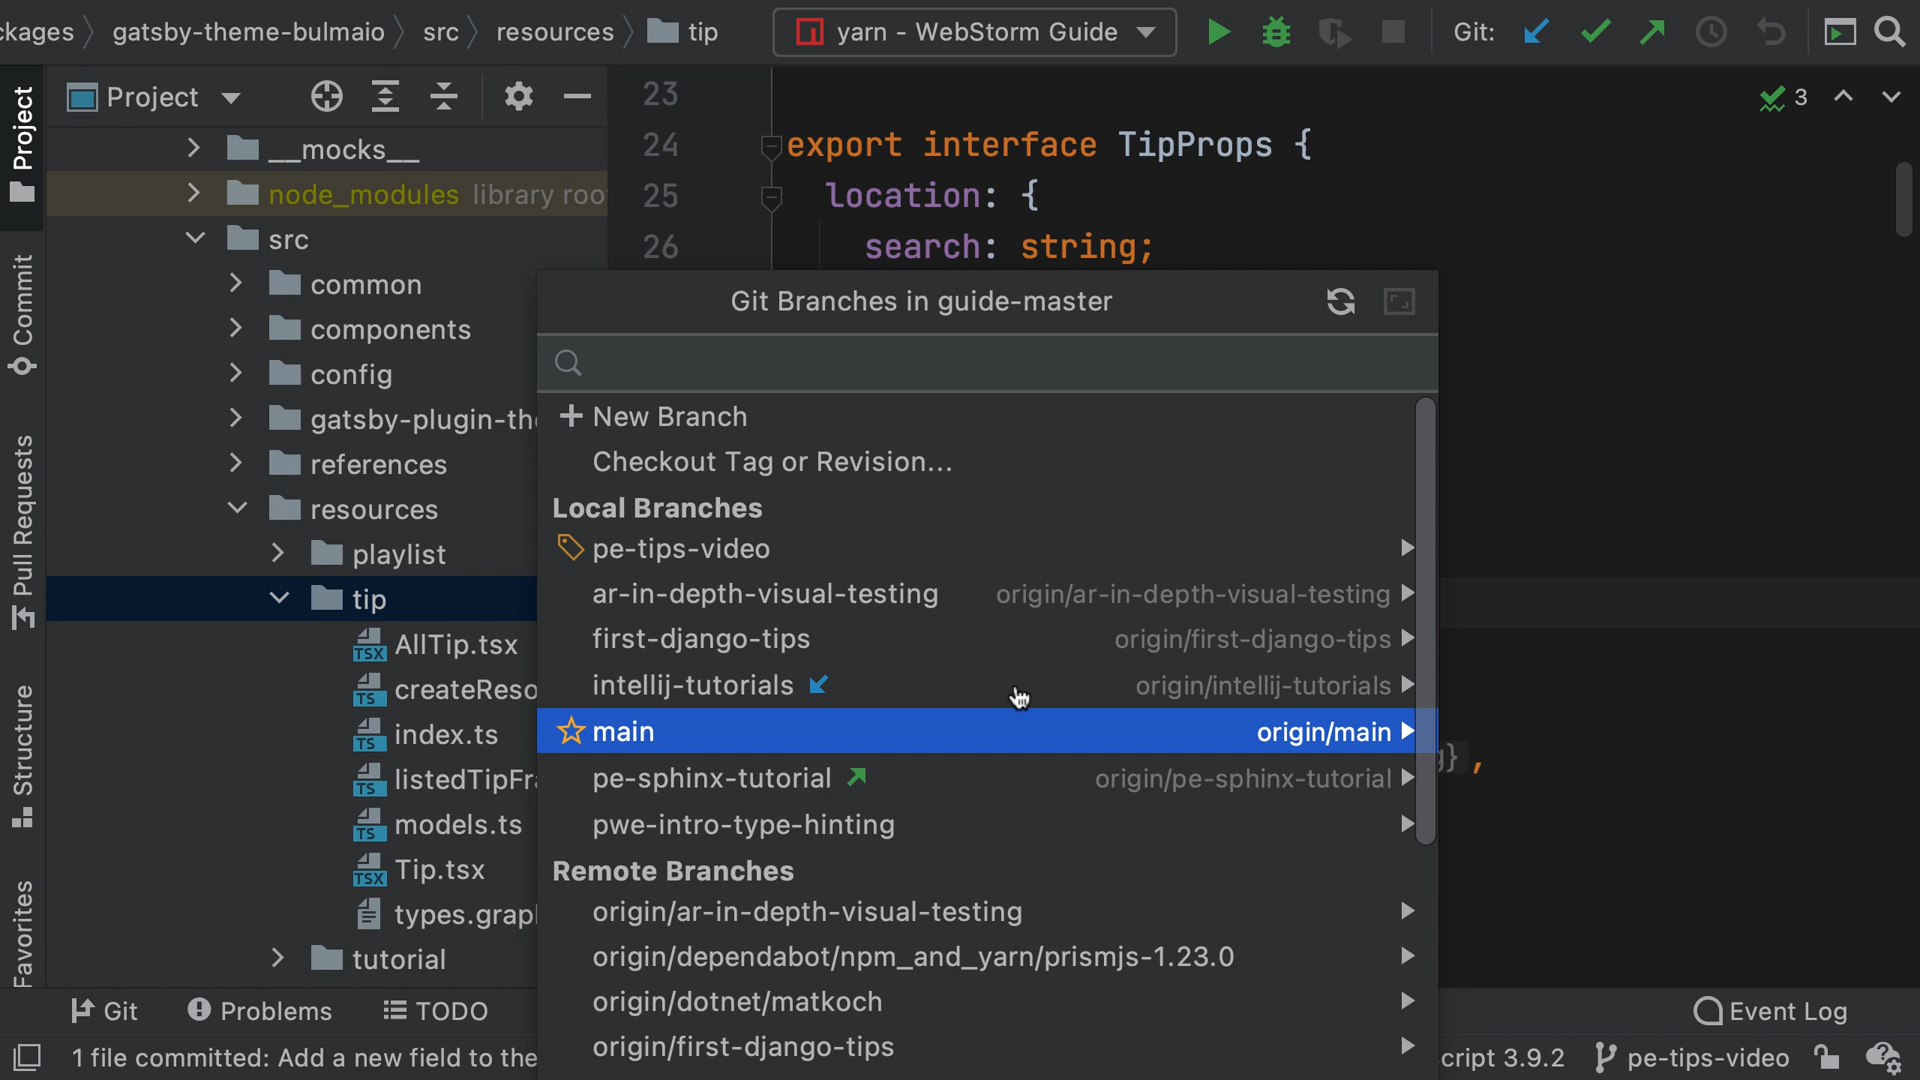 ckages gatsby-theme-bulmaio src resources tip yarn - WebStorm Guide Git:
Project
Commit
Pull Requests
Structure
Favorites
Project
__mocks__
node_modules library roo
src
common
components
config
gatsby-plugin-th
references
resources
playlist
tip
TSX AllTip.tsx
TS createReso
TS index.ts
TS listedTipFr
TS models.ts
TSX Tip.tsx
types.grap
tutorial
23
24 export interface TipProps {
25 location: {
26 search: string;
3
g},
Git Branches in guide-master
New Branch
Checkout Tag or Revision...
Local Branches
pe-tips-video
ar-in-depth-visual-testing origin/ar-in-depth-visual-testing
first-django-tips origin/first-django-tips
intellij-tutorials origin/intellij-tutorials
main origin/main
pe-sphinx-tutorial origin/pe-sphinx-tutorial
pwe-intro-type-hinting
Remote Branches
origin/ar-in-depth-visual-testing
origin/dependabot/npm_and_yarn/prismjs-1.23.0
origin/dotnet/matkoch
origin/first-django-tips
Git Problems TODO Event Log
1 file committed: Add a new field to the cript 3.9.2 pe-tips-video